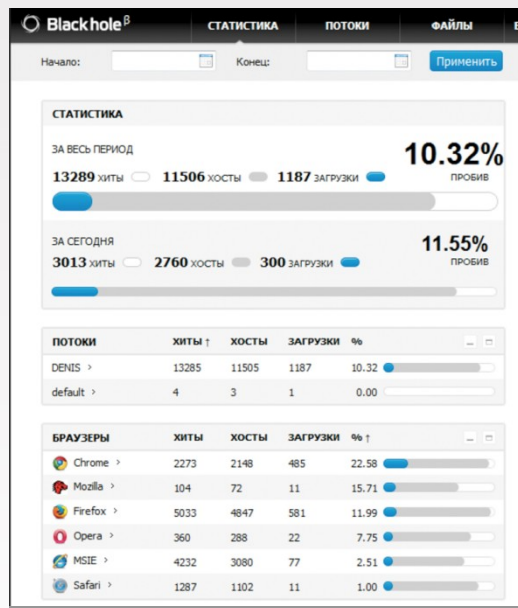 Blackhole β СТАТИСТИКА ПОТОКИ ФАЙЛЫ
Начало: Конец: Применить
СТАТИСТИКА
ЗА ВЕСЬ ПЕРИОД
10.32%
13289 ХИТЫ 11506 ХОСТЫ 1187 ЗАГРУЗКИ ПРОБИВ
ЗА СЕГОДНЯ
11.55%
3013 ХИТЫ 2760 ХОСТЫ 300 ЗАГРУЗКИ ПРОБИВ
ПОТОКИ ХИТЫ ↑ ХОСТЫ ЗАГРУЗКИ %
DENIS > 13285 11505 1187 10.32
default > 4 3 1 0.00
БРАУЗЕРЫ ХИТЫ ХОСТЫ ЗАГРУЗКИ % ↑
Chrome > 2273 2148 485 22.58
Mozilla > 104 72 11 15.71
Firefox > 5033 4847 581 11.99
Opera > 360 288 22 7.75
MSIE > 4232 3080 77 2.51
Safari > 1287 1102 11 1.00